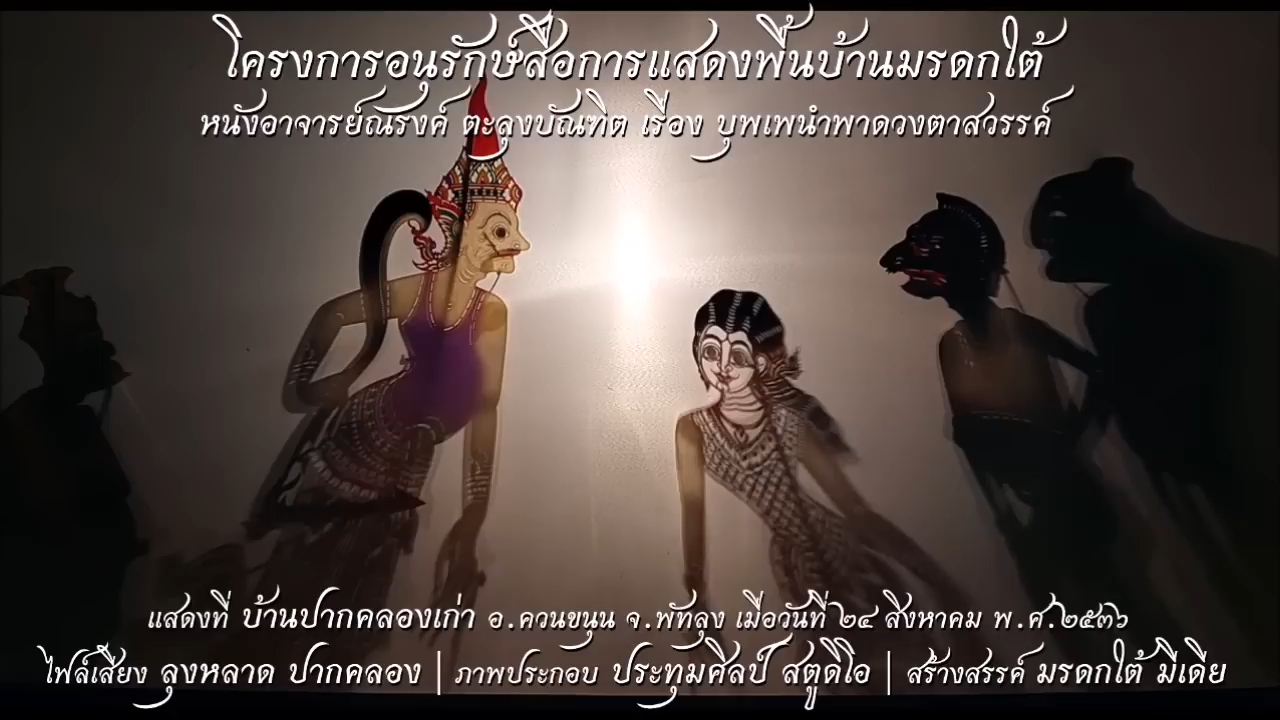 โครงการอนุรักษ์สื่อการแสดงพื้นบ้านมรดกใต้
หนังอาจารย์ณรงค์ ตะลุงบัณฑิต เรื่อง บุพเพนำพาดวงตาสวรรค์
แสดงที่ บ้านปากคลองเก่า อ.ควนขนุน จ.พัทลุง เมื่อวันที่ ๒๔ สิงหาคม พ.ศ.๒๕๓๖
ไฟล์เสียง ลุงหลาด ปากคลอง | ภาพประกอบ ประทุมศิลป์ สตูดิโอ | สร้างสรรค์ มรดกใต้ มีเดีย